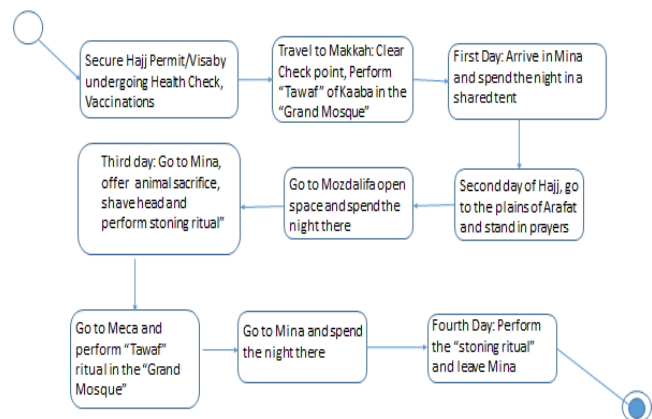 Secure Hajj Permit/Visaby
undergoing Health Check,
Vaccinations
Travel to Makkah: Clear
Check point, Perform
“Tawaf” of Kaaba in the
“Grand Mosque”
First Day: Arrive in Mina
and spend the night in a
shared tent
Second day of Hajj, go
to the plains of Arafat
and stand in prayers
Go to Mozdalifa open
space and spend the
night there
Third day: Go to Mina,
offer animal sacrifice,
shave head and
perform stoning ritual”
Go to Meca and
perform “Tawaf”
ritual in the “Grand
Mosque”
Go to Mina and spend
the night there
Fourth Day: Perform
the “stoning ritual”
and leave Mina